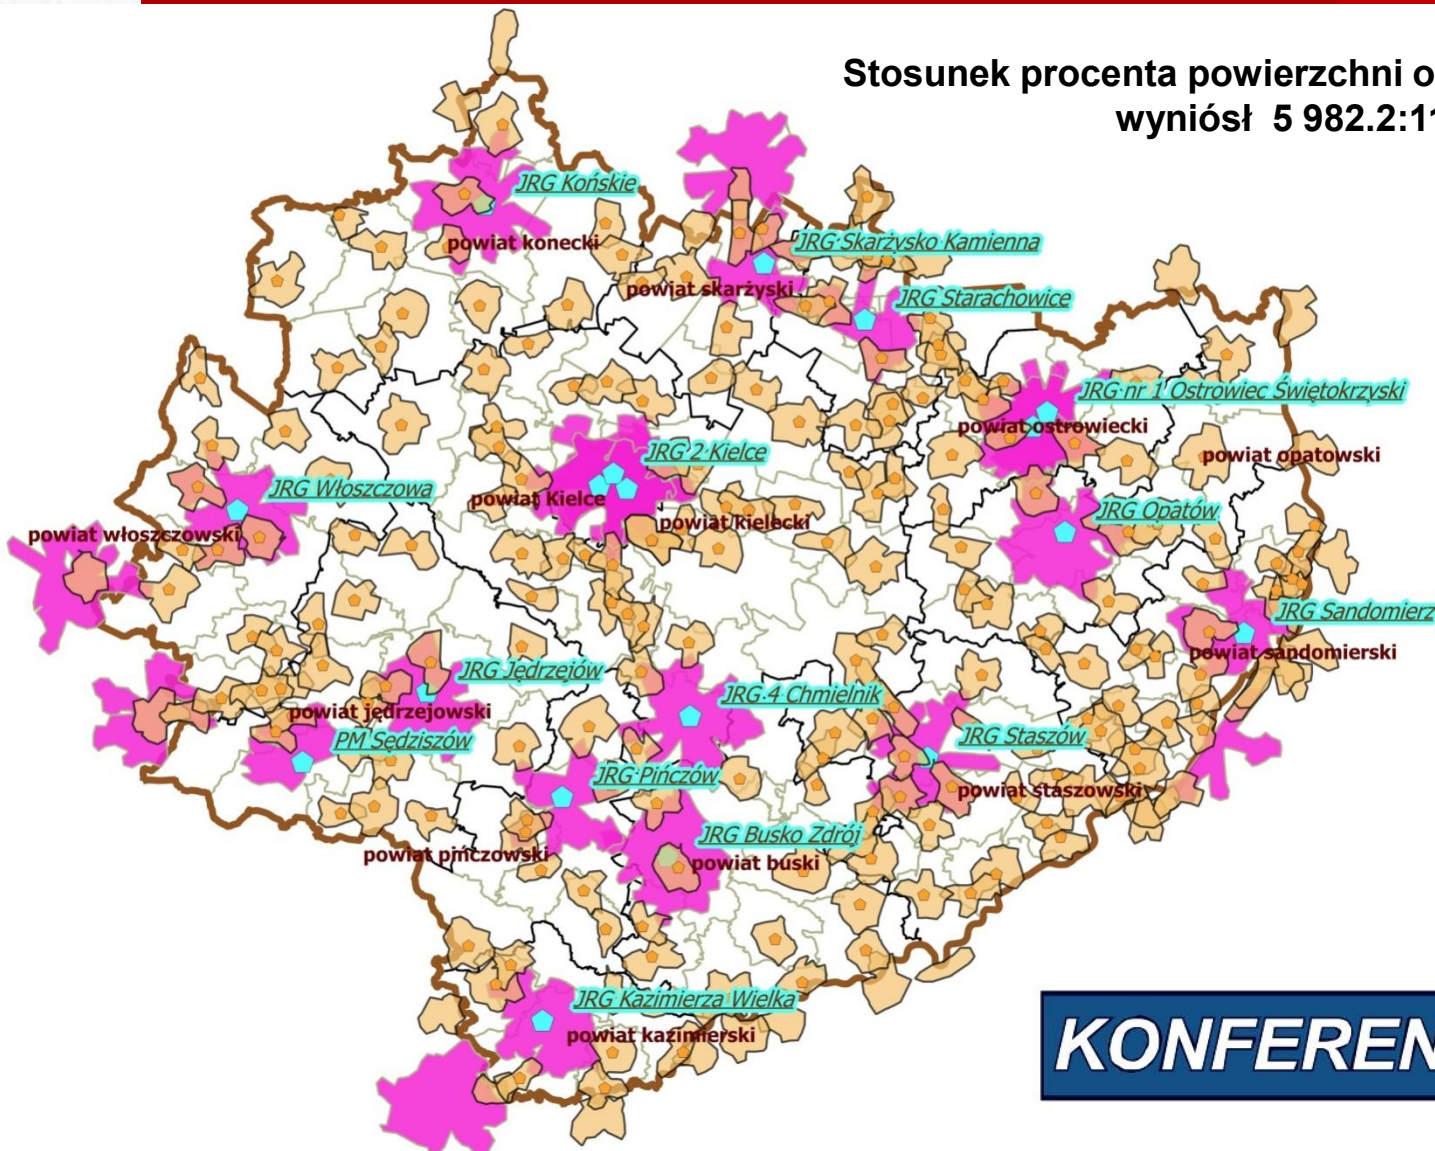 Stosunek procenta powierzchni o
wyniósł 5 982.2:11
JRG Końskie
powiat konecki
JRG Skarżysko Kamienna
powiat skarżyski
JRG Starachowice
JRG nr 1 Ostrowiec Świętokrzyski
powiat ostrowiecki
JRG 2 Kielce
powiat opatowski
JRG Włoszczowa
powiat Kielce
powiat kielecki
JRG Opatów
powiat włoszczowski
JRG Sandomierz
powiat sandomierski
JRG Jędrzejów
JRG 4 Chmielnik
powiat jędrzejowski
PM Sędziszów
JRG Staszów
JRG Pińczów
powiat staszowski
JRG Busko Zdrój
powiat pińczowski
powiat buski
JRG Kazimierza Wielka
powiat kazimierski
KONFEREN